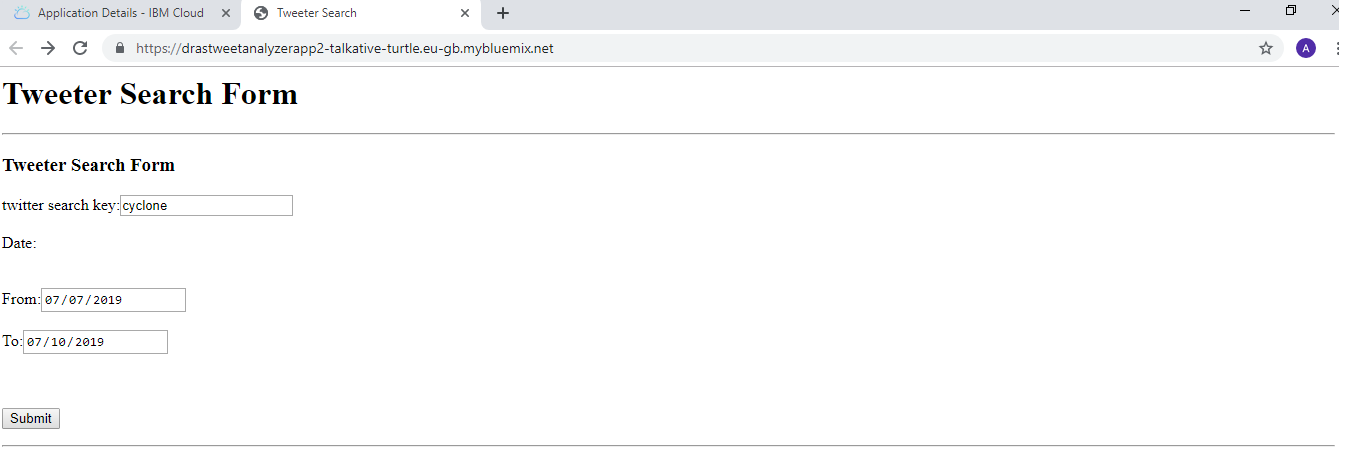 Application Details - IBM Cloud
Tweeter Search
https://drastweetanalyzerapp2-talkative-turtle.eu-gb.mybluemix.net
A
Tweeter Search Form
Tweeter Search Form
twitter search key:cyclone
Date:
From:07/07/2019
To:07/10/2019
Submit